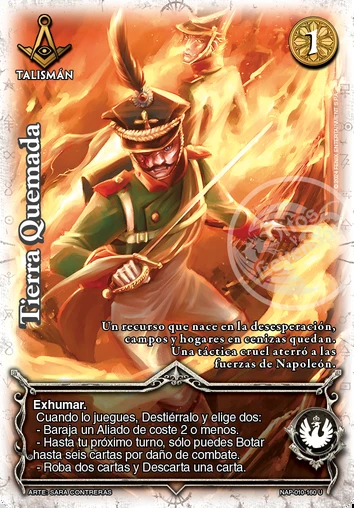 TALISMÁN
1
Tierra Quemada
Un recurso que nace en la desesperación,
campos y hogares en cenizas quedan.
Una táctica cruel aterró a las
fuerzas de Napoleón.
Exhumar.
Cuando lo juegues, Destiérralo y elige dos:
- Baraja un Aliado de coste 2 o menos.
- Hasta tu próximo turno, sólo puedes Botar
hasta seis cartas por daño de combate.
- Roba dos cartas y Descarta una carta.
ARTE: SARA CONTRERAS
NAP-010-160 U